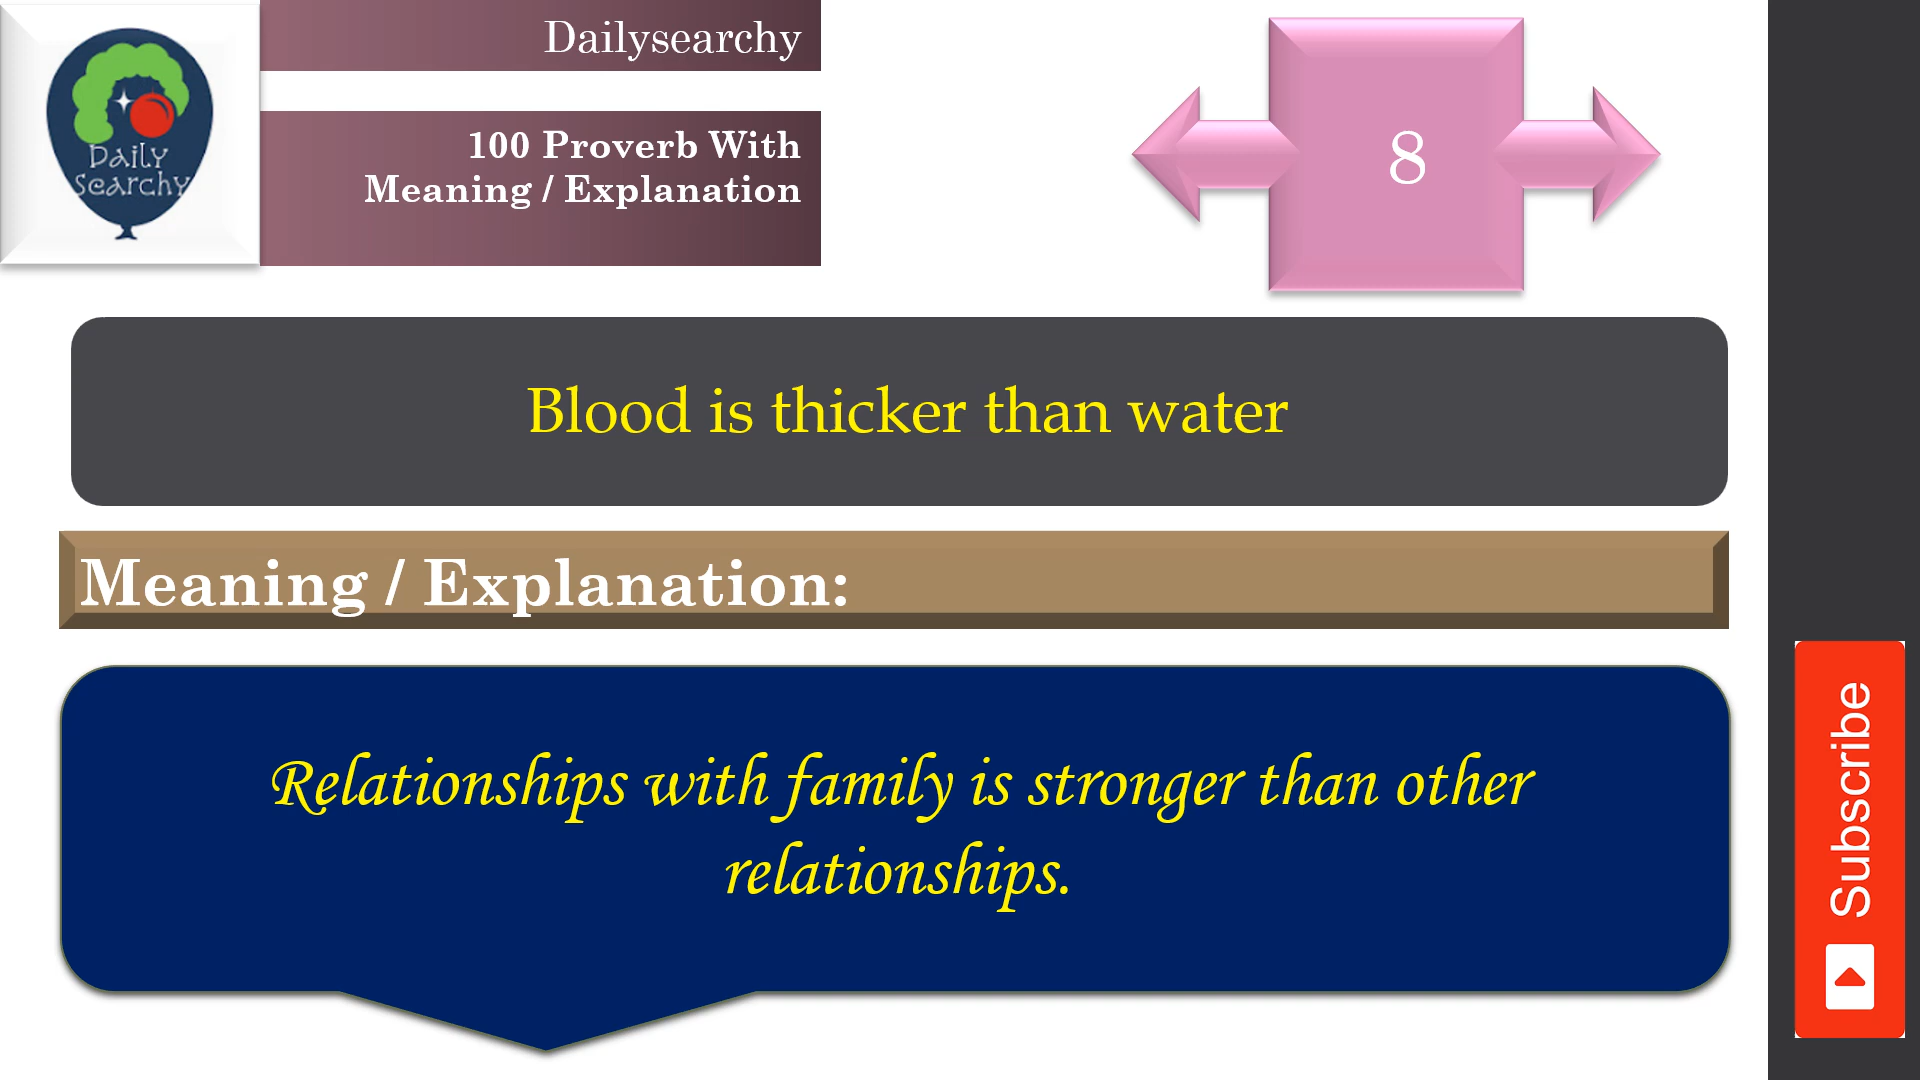 Daily
Searchy
Dailysearchy
100 Proverb With
Meaning / Explanation
8
Blood is thicker than water
Meaning / Explanation:
Relationships with family is stronger than other
relationships.
Subscribe